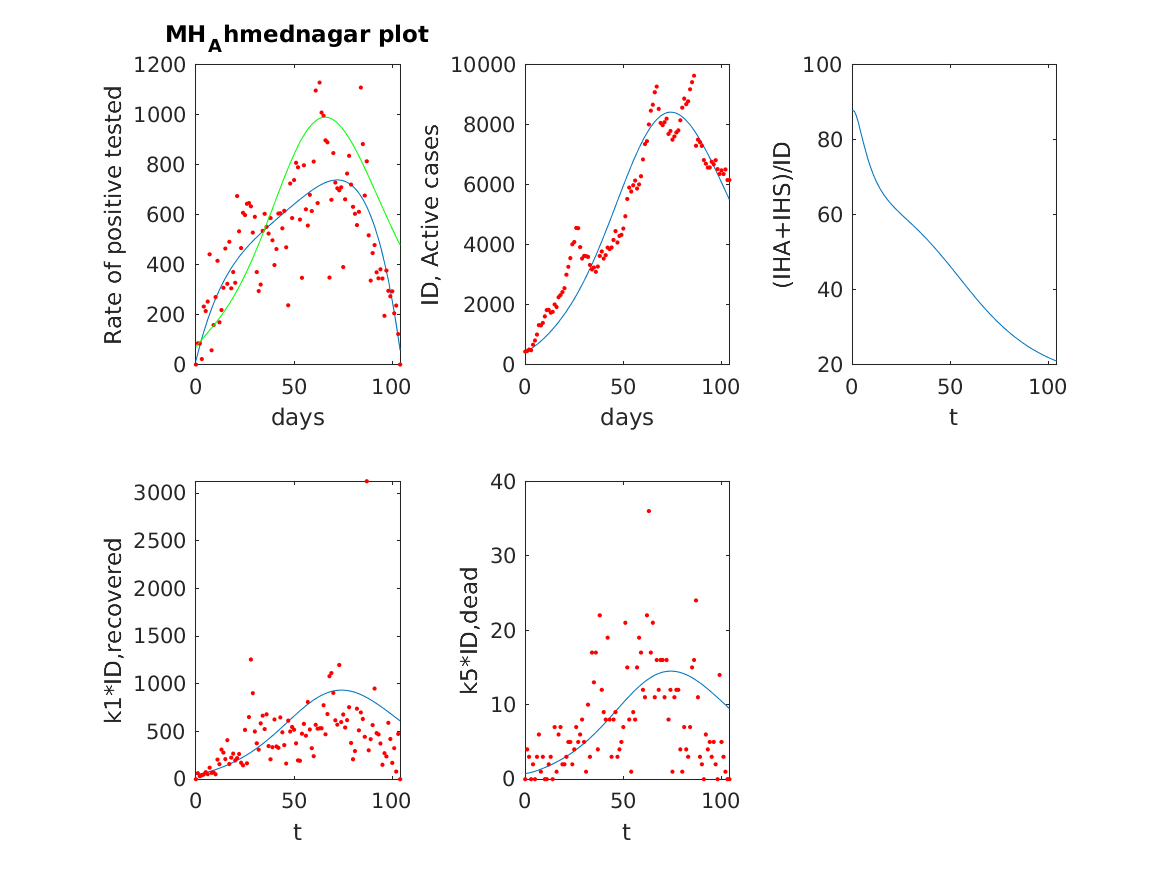 MH_Ahmednagar plot
Rate of positive tested
1200
1000
800
600
400
200
0
0 50 100
days
ID, Active cases
10000
8000
6000
4000
2000
0
0 50 100
days
(IHA+IHS)/ID
100
80
60
40
20
0 50 100
t
k1*ID,recovered
3000
2500
2000
1500
1000
500
0
0 50 100
t
k5*ID,dead
40
30
20
10
0
0 50 100
t